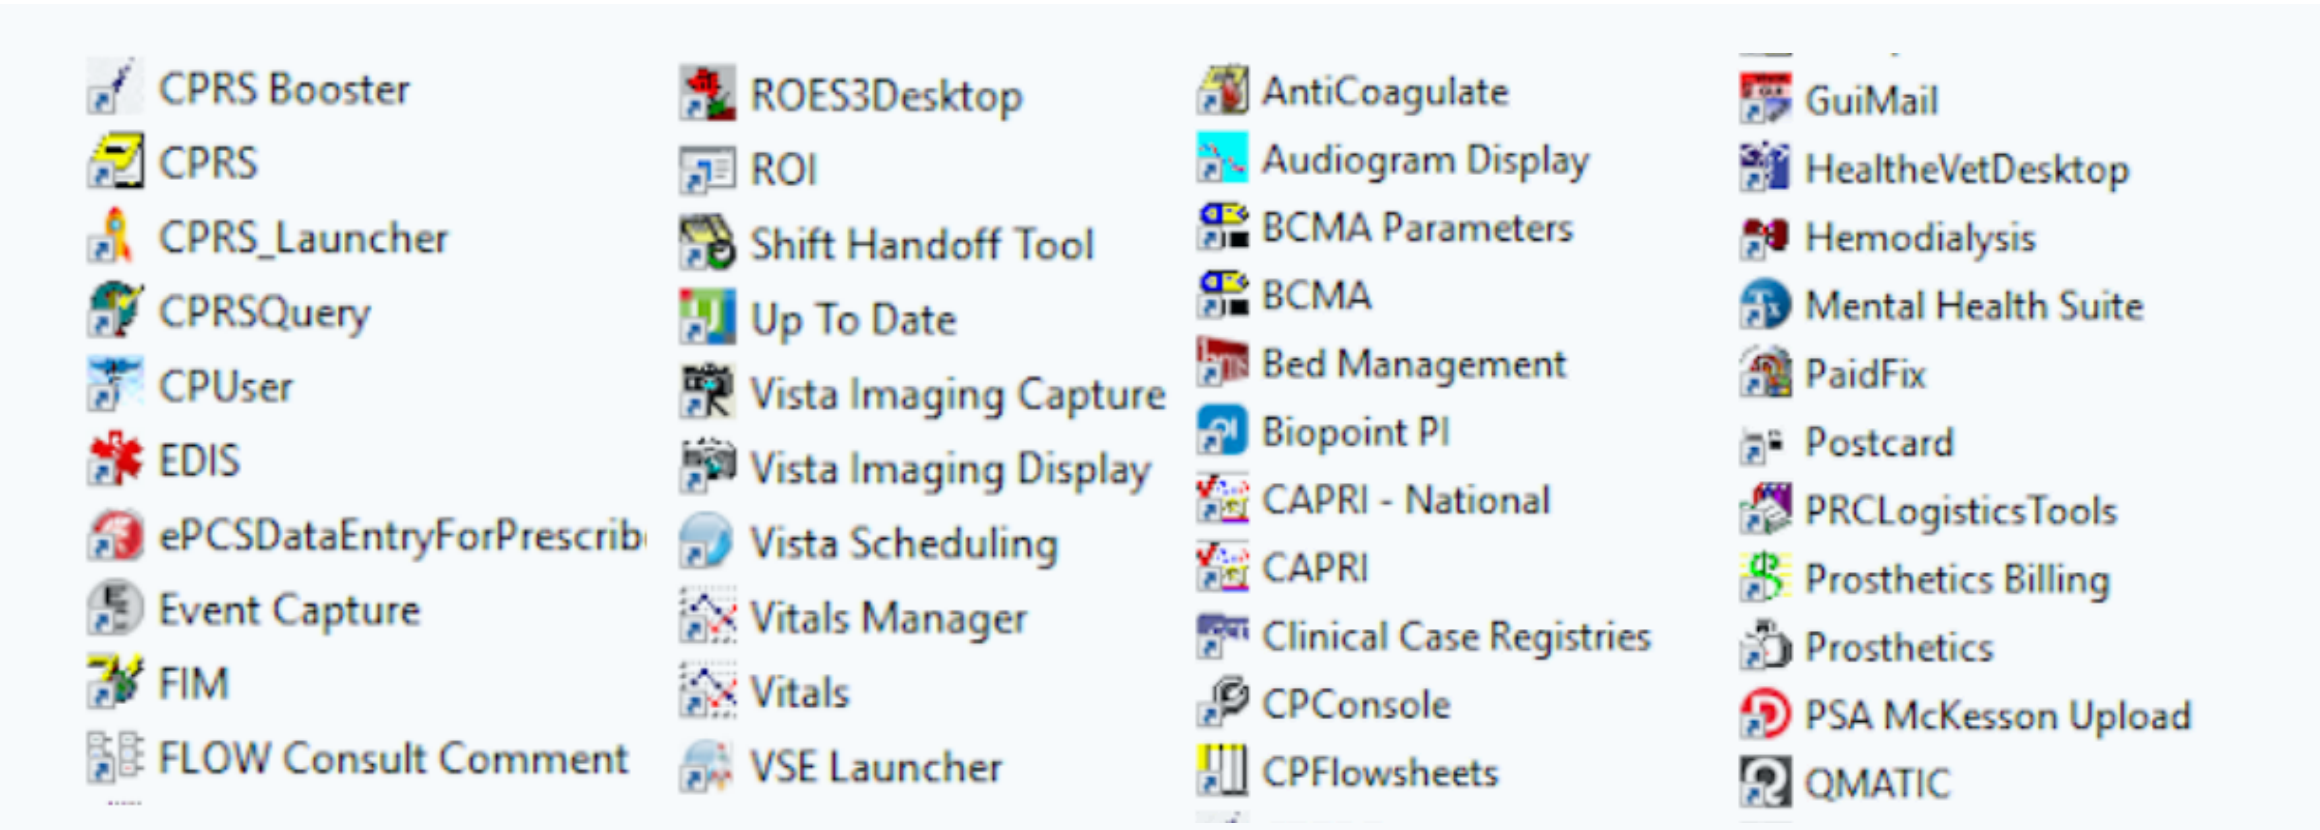 CPRS Booster
CPRS
CPRS_Launcher
CPRSQuery
CPUser
EDIS
ePCSDataEntryForPrescrib
Event Capture
FIM
FLOW Consult Comment
ROES3Desktop
ROI
Shift Handoff Tool
Up To Date
Vista Imaging Capture
Vista Imaging Display
Vista Scheduling
Vitals Manager
Vitals
VSE Launcher
AntiCoagulate
Audiogram Display
BCMA Parameters
BCMA
Bed Management
Biopoint PI
CAPRI - National
CAPRI
Clinical Case Registries
CPConsole
CPFlowsheets
GuiMail
HealtheVetDesktop
Hemodialysis
Mental Health Suite
PaidFix
Postcard
PRCLogisticsTools
Prosthetics Billing
Prosthetics
PSA McKesson Upload
QMATIC